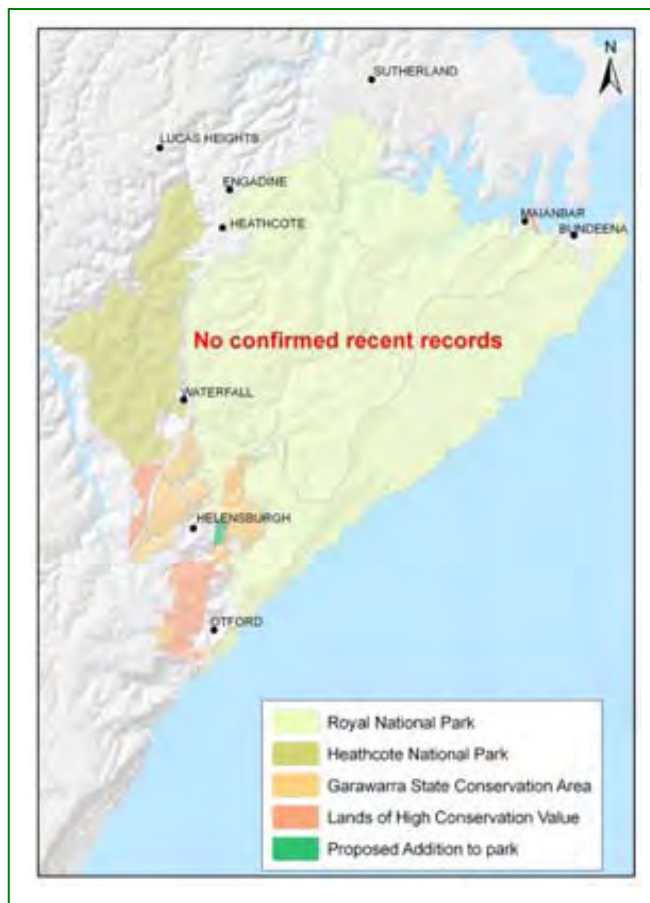 N
SUTHERLAND
LUCAS HEIGHTS
ENGADINE
HEATHCOTE
MAIANBAR
BUNDEENA
No confirmed recent records
WATERFALL
HELENSBURGH
OTFORD
Royal National Park
Heathcote National Park
Garawarra State Conservation Area
Lands of High Conservation Value
Proposed Addition to park